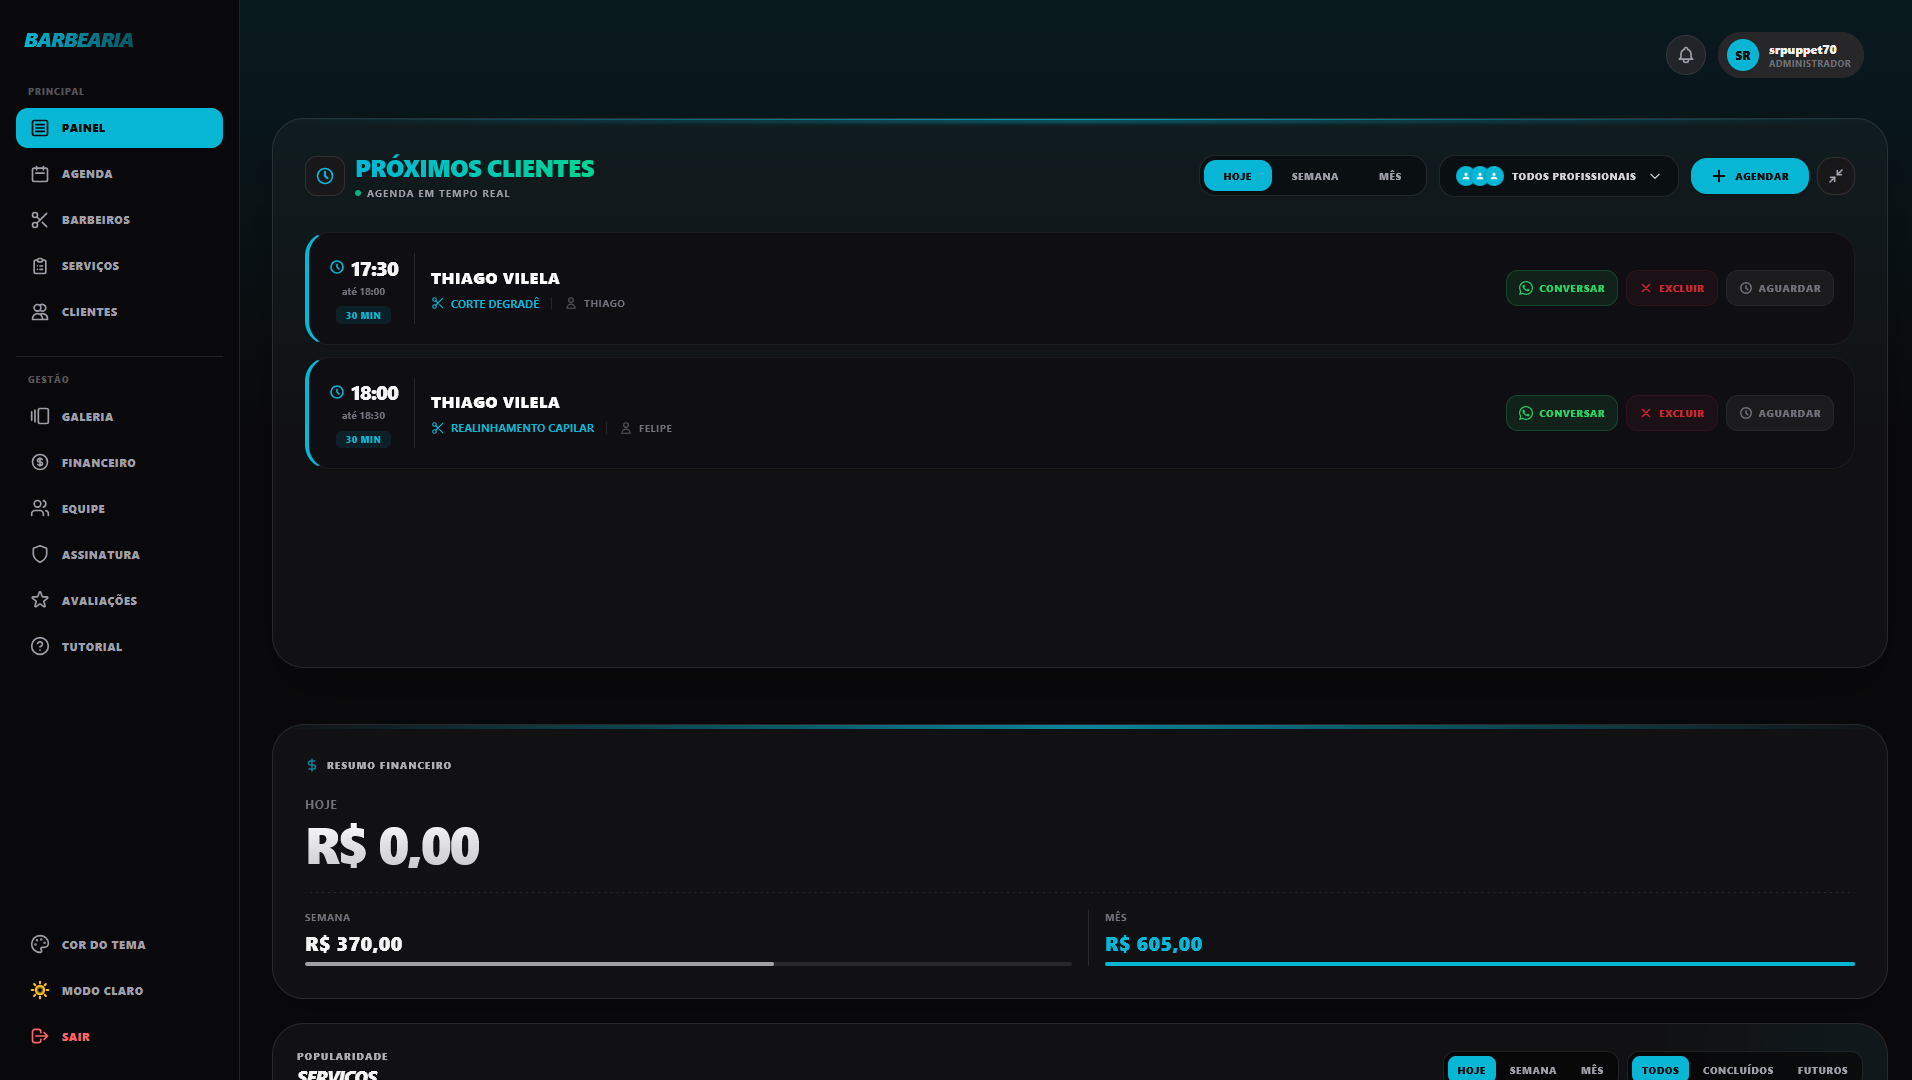 BARBEARIA
PRINCIPAL
PAINEL
AGENDA
BARBEIROS
SERVIÇOS
CLIENTES
GESTÃO
GALERIA
FINANCEIRO
EQUIPE
ASSINATURA
AVALIAÇÕES
TUTORIAL
COR DO TEMA
MODO CLARO
SAIR
SR
srpuppet70
ADMINISTRADOR
PRÓXIMOS CLIENTES
AGENDA EM TEMPO REAL
HOJE SEMANA MÊS
TODOS PROFISSIONAIS
AGENDAR
17:30
até 18:00
30 MIN
THIAGO VILELA
CORTE DEGRADÊ THIAGO
CONVERSAR EXCLUIR AGUARDAR
18:00
até 18:30
30 MIN
THIAGO VILELA
REALINHAMENTO CAPILAR FELIPE
CONVERSAR EXCLUIR AGUARDAR
RESUMO FINANCEIRO
HOJE
R$ 0,00
SEMANA
R$ 370,00
MÊS
R$ 605,00
POPULARIDADE
SERVIÇOS
HOJE SEMANA MÊS
TODOS CONCLUÍDOS FUTUROS